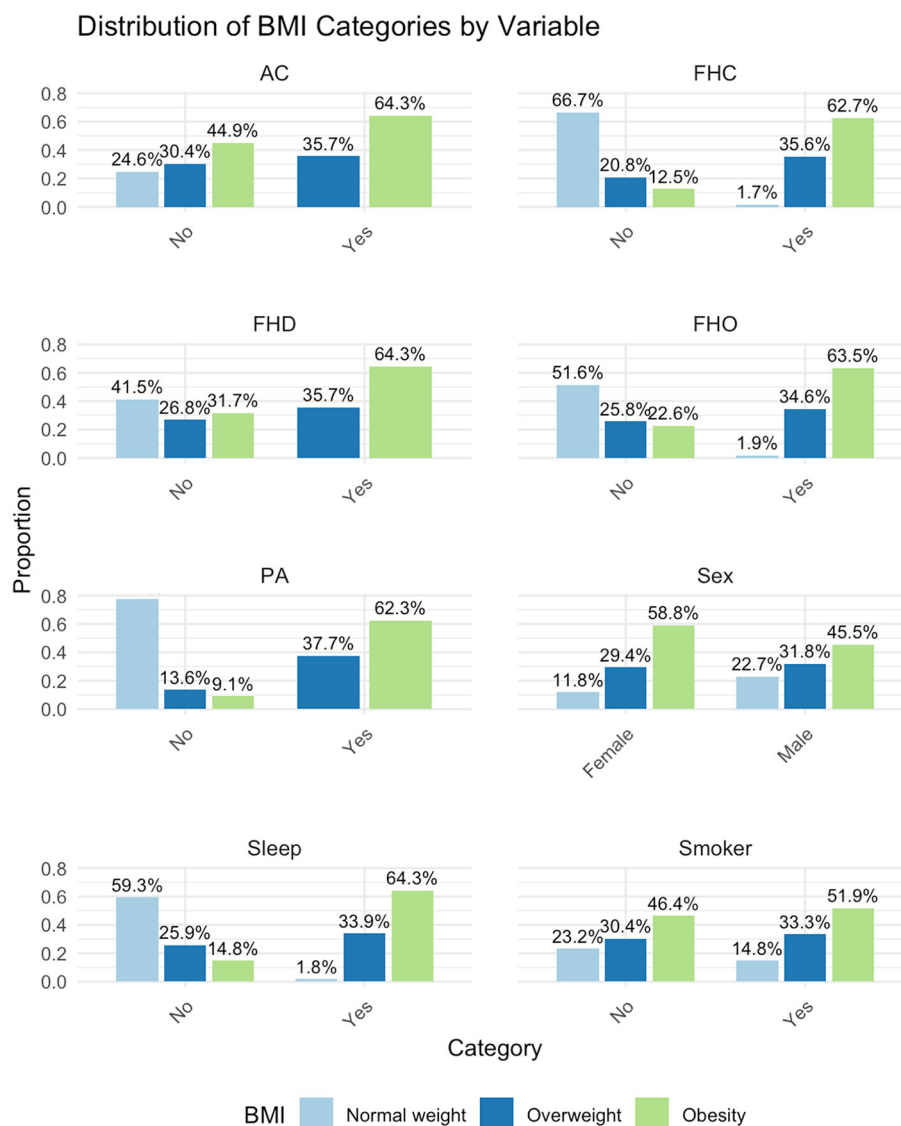 Distribution of BMI Categories by Variable
AC
FHC
0.8
0.6
0.4
0.2
0.0
24.6%
30.4%
44.9%
35.7%
64.3%
66.7%
20.8%
12.5%
1.7%
35.6%
62.7%
No
Yes
No
Yes
FHD
FHO
0.8
0.6
0.4
0.2
0.0
41.5%
26.8%
31.7%
35.7%
64.3%
51.6%
25.8%
22.6%
1.9%
34.6%
63.5%
No
Yes
No
Yes
Proportion
PA
Sex
0.8
0.6
0.4
0.2
0.0
13.6%
9.1%
37.7%
62.3%
11.8%
29.4%
58.8%
22.7%
31.8%
45.5%
No
Yes
Female
Male
Sleep
Smoker
0.8
0.6
0.4
0.2
0.0
59.3%
25.9%
14.8%
1.8%
33.9%
64.3%
23.2%
30.4%
46.4%
14.8%
33.3%
51.9%
No
Yes
No
Yes
Category
BMI
Normal weight
Overweight
Obesity